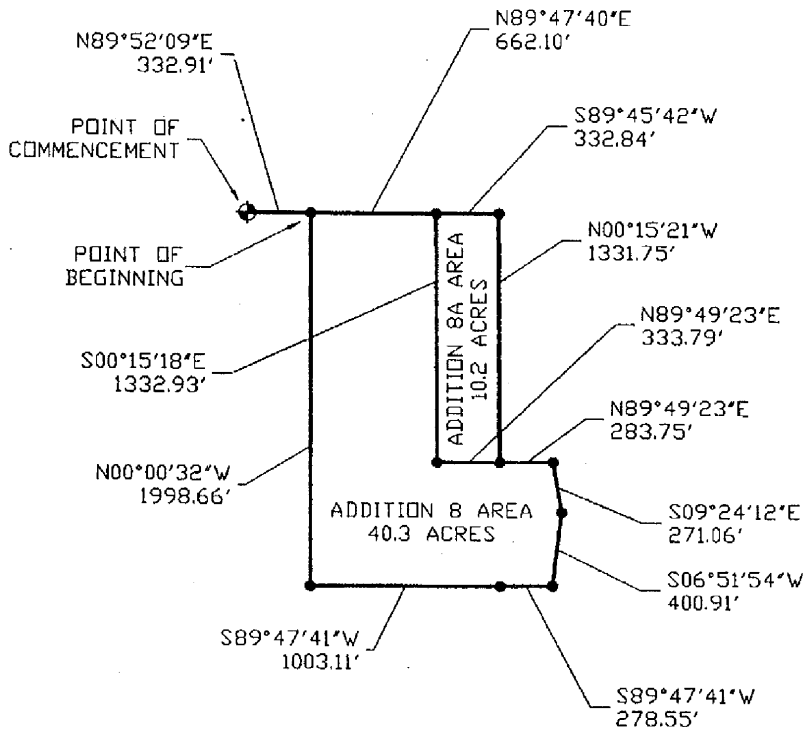 N89°47'40"E
662.10'
N89°52'09"E
332.91'
S89°45'42"W
332.84'
POINT OF
COMMENCEMENT
N00°15'21"W
1331.75'
POINT OF
BEGINNING
ADDITION 8A AREA
10.2 ACRES
N89°49'23"E
333.79'
S00°15'18"E
1332.93'
N89°49'23"E
283.75'
N00°00'32"W
1998.66'
ADDITION 8 AREA
40.3 ACRES
S09°24'12"E
271.06'
S06°51'54"W
400.91'
S89°47'41"W
1003.11'
S89°47'41"W
278.55'